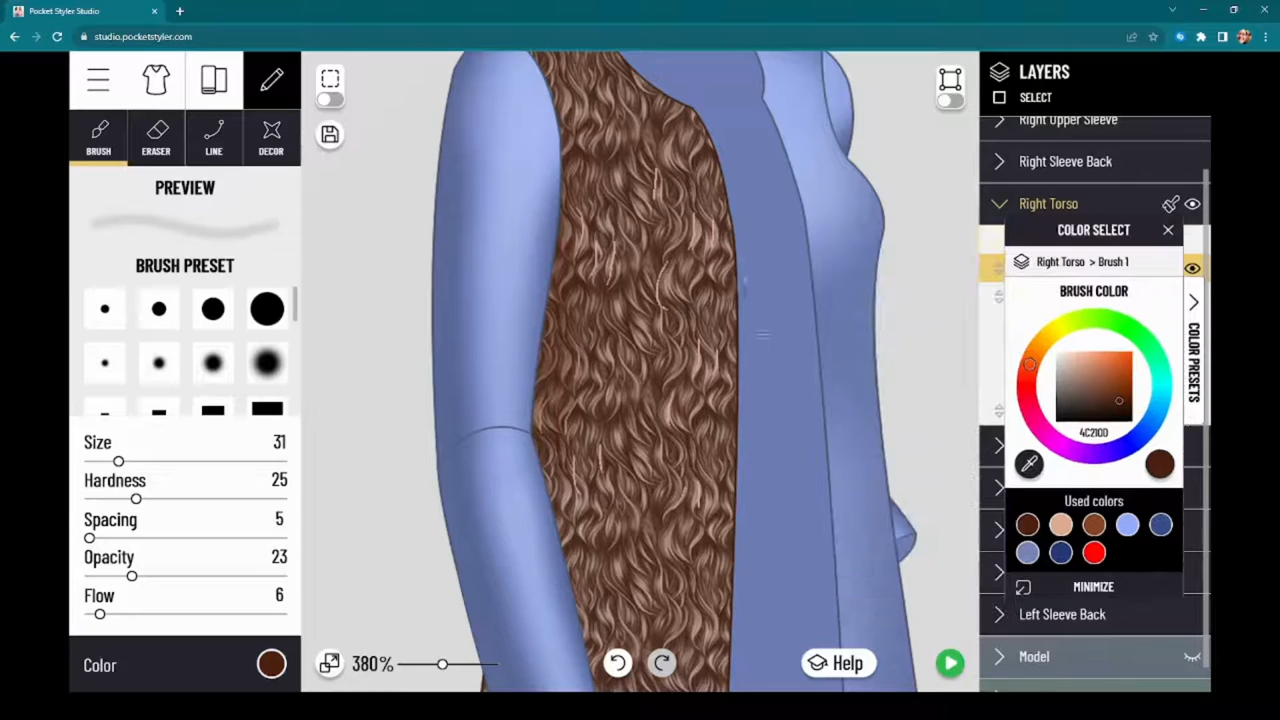 Pocket Styler Studio
studio.pocketstyler.com
BRUSH
ERASER
LINE
DECOR
PREVIEW
BRUSH PRESET
Size 31
Hardness 25
Spacing 5
Opacity 23
Flow 6
Color
380%
Help
LAYERS
SELECT
Right Upper Sleeve
Right Sleeve Back
Right Torso
COLOR SELECT
Right Torso > Brush 1
BRUSH COLOR
4C210D
COLOR PRESETS
Used colors
MINIMIZE
Left Sleeve Back
Model